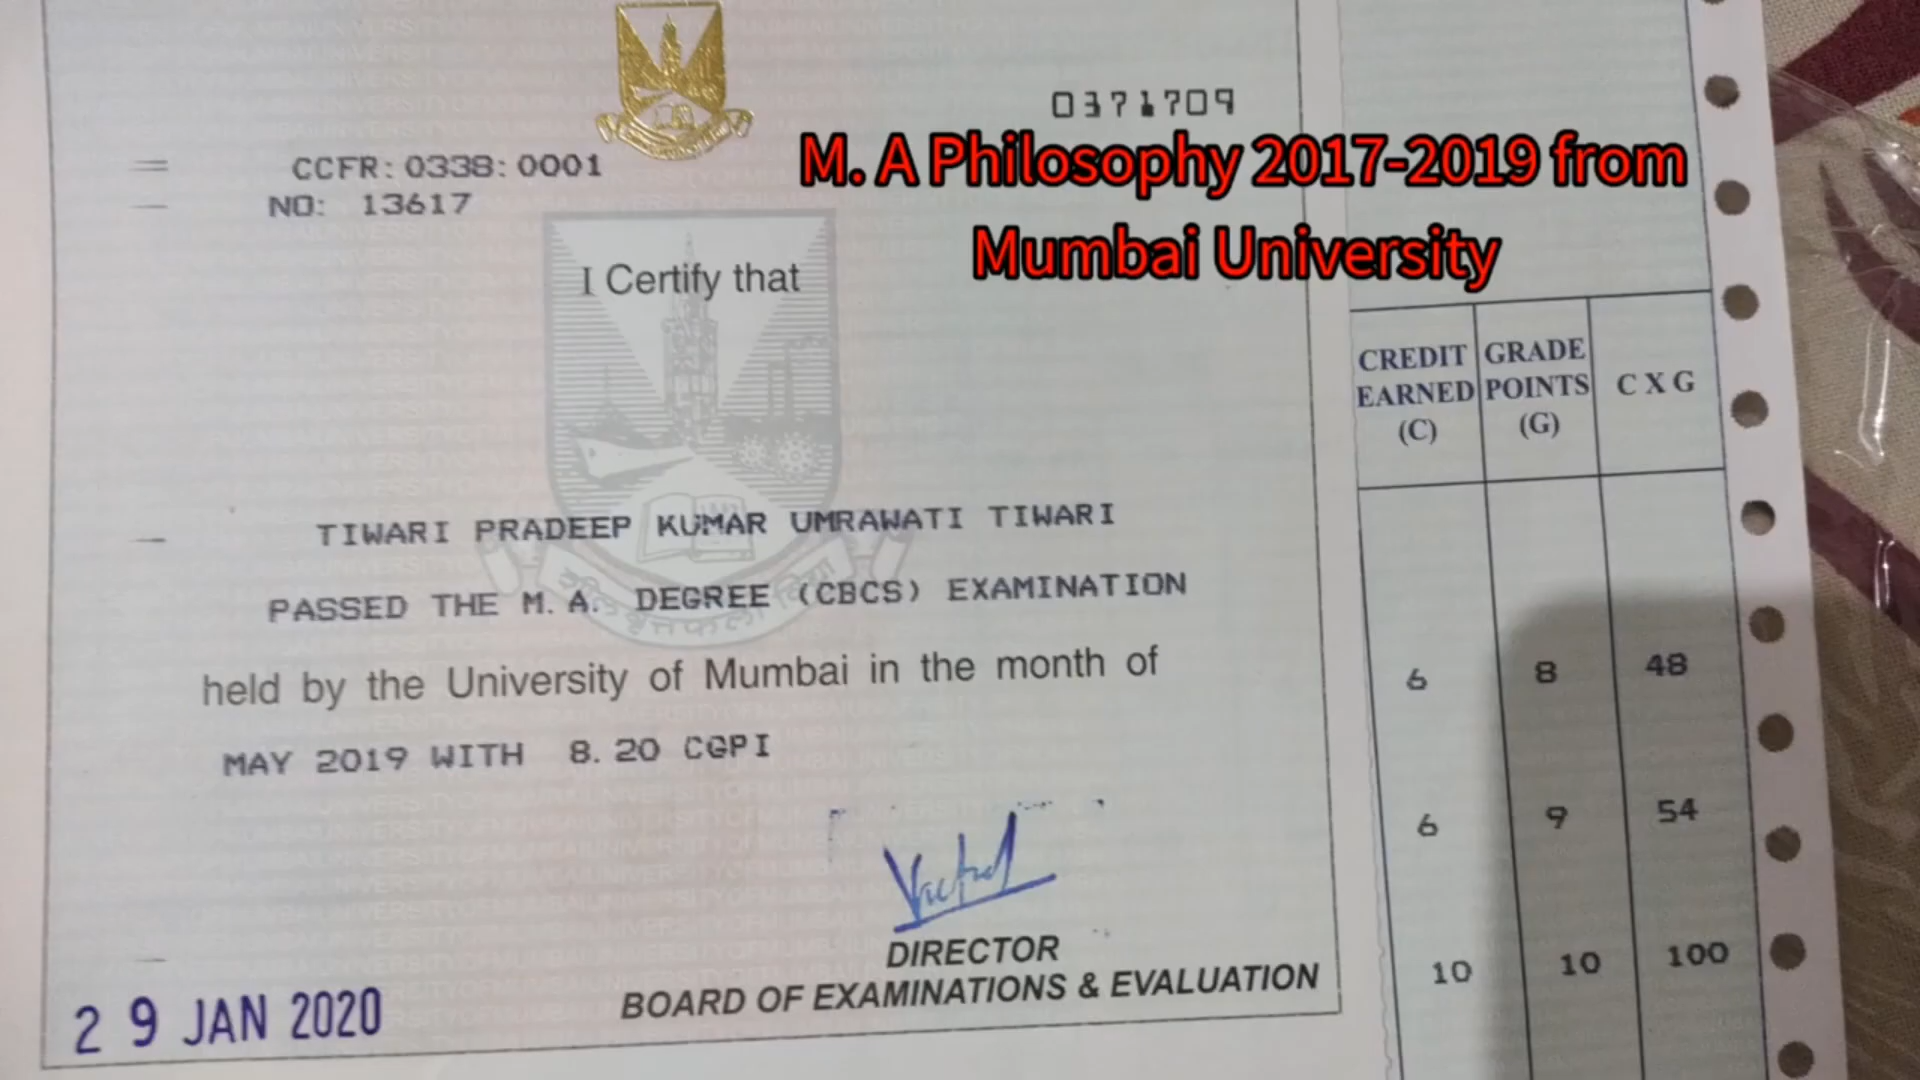 0371709
M. A Philosophy 2017-2019 from
Mumbai University
CCFR:0338:0001
NO: 13617
I Certify that
TIWARI PRADEEP KUMAR UMRAWATI TIWARI
PASSED THE M. A. DEGREE (CBCS) EXAMINATION
held by the University of Mumbai in the month of
MAY 2019 WITH 8. 20 CGPI
DIRECTOR
BOARD OF EXAMINATIONS & EVALUATION
29 JAN 2020
CREDIT EARNED (C) GRADE POINTS (G) C X G
6 8 48
6 9 54
10 10 100